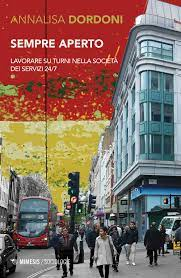 ANNALISA DORDONI
SEMPRE APERTO
LAVORARE SU TURNI NELLA SOCIETÀ
DEI SERVIZI 24/7
MIMESIS / SOCIOLOGIE